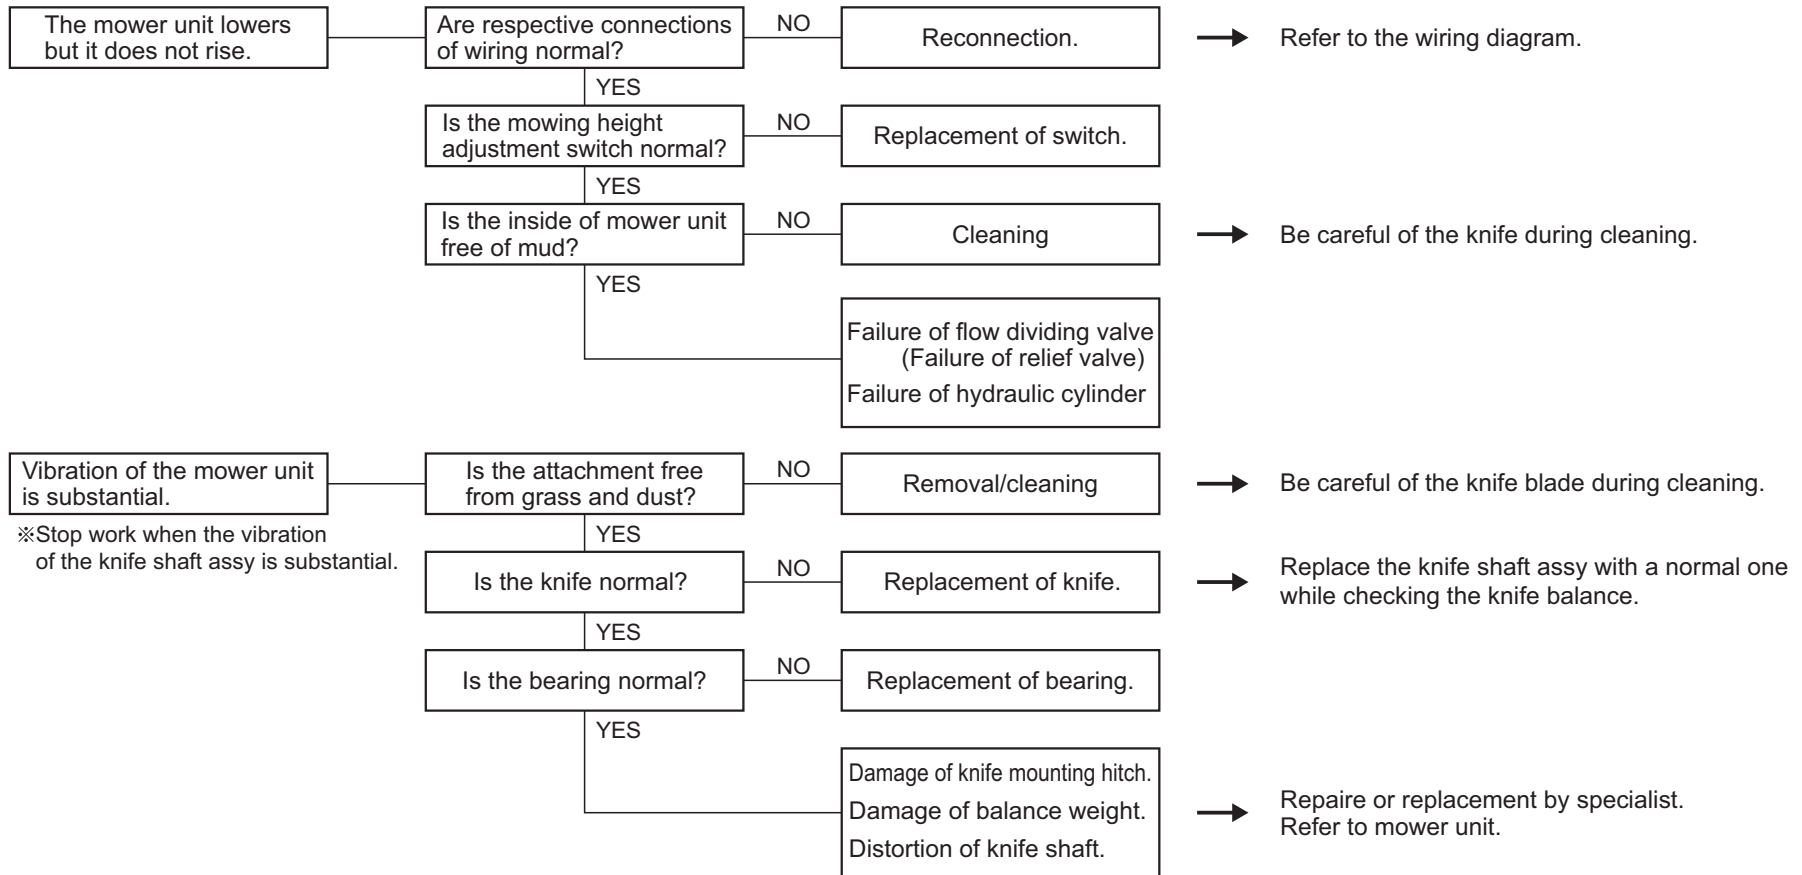 The mower unit lowers
but it does not rise.
Are respective connections
of wiring normal?
NO
Reconnection.
Refer to the wiring diagram.
YES
Is the mowing height
adjustment switch normal?
NO
Replacement of switch.
YES
Is the inside of mower unit
free of mud?
NO
Cleaning
Be careful of the knife during cleaning.
YES
Failure of flow dividing valve
(Failure of relief valve)
Failure of hydraulic cylinder
Vibration of the mower unit
is substantial.
※Stop work when the vibration
of the knife shaft assy is substantial.
Is the attachment free
from grass and dust?
NO
Removal/cleaning
Be careful of the knife blade during cleaning.
YES
Is the knife normal?
NO
Replacement of knife.
Replace the knife shaft assy with a normal one
while checking the knife balance.
YES
Is the bearing normal?
NO
Replacement of bearing.
YES
Damage of knife mounting hitch.
Damage of balance weight.
Distortion of knife shaft.
Repaire or replacement by specialist.
Refer to mower unit.